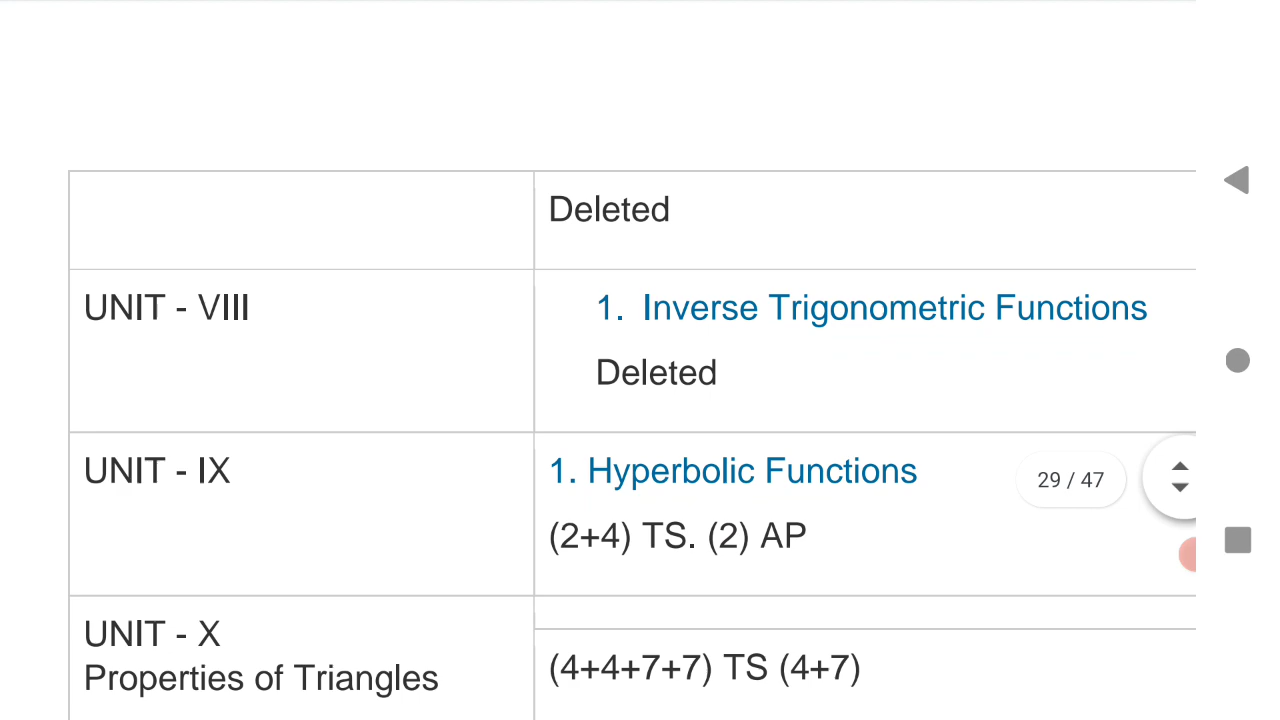 Deleted
UNIT - VIII
1. Inverse Trigonometric Functions
Deleted
UNIT - IX
1. Hyperbolic Functions
29 / 47
(2+4) TS. (2) AP
UNIT - X
Properties of Triangles
(4+4+7+7) TS (4+7)